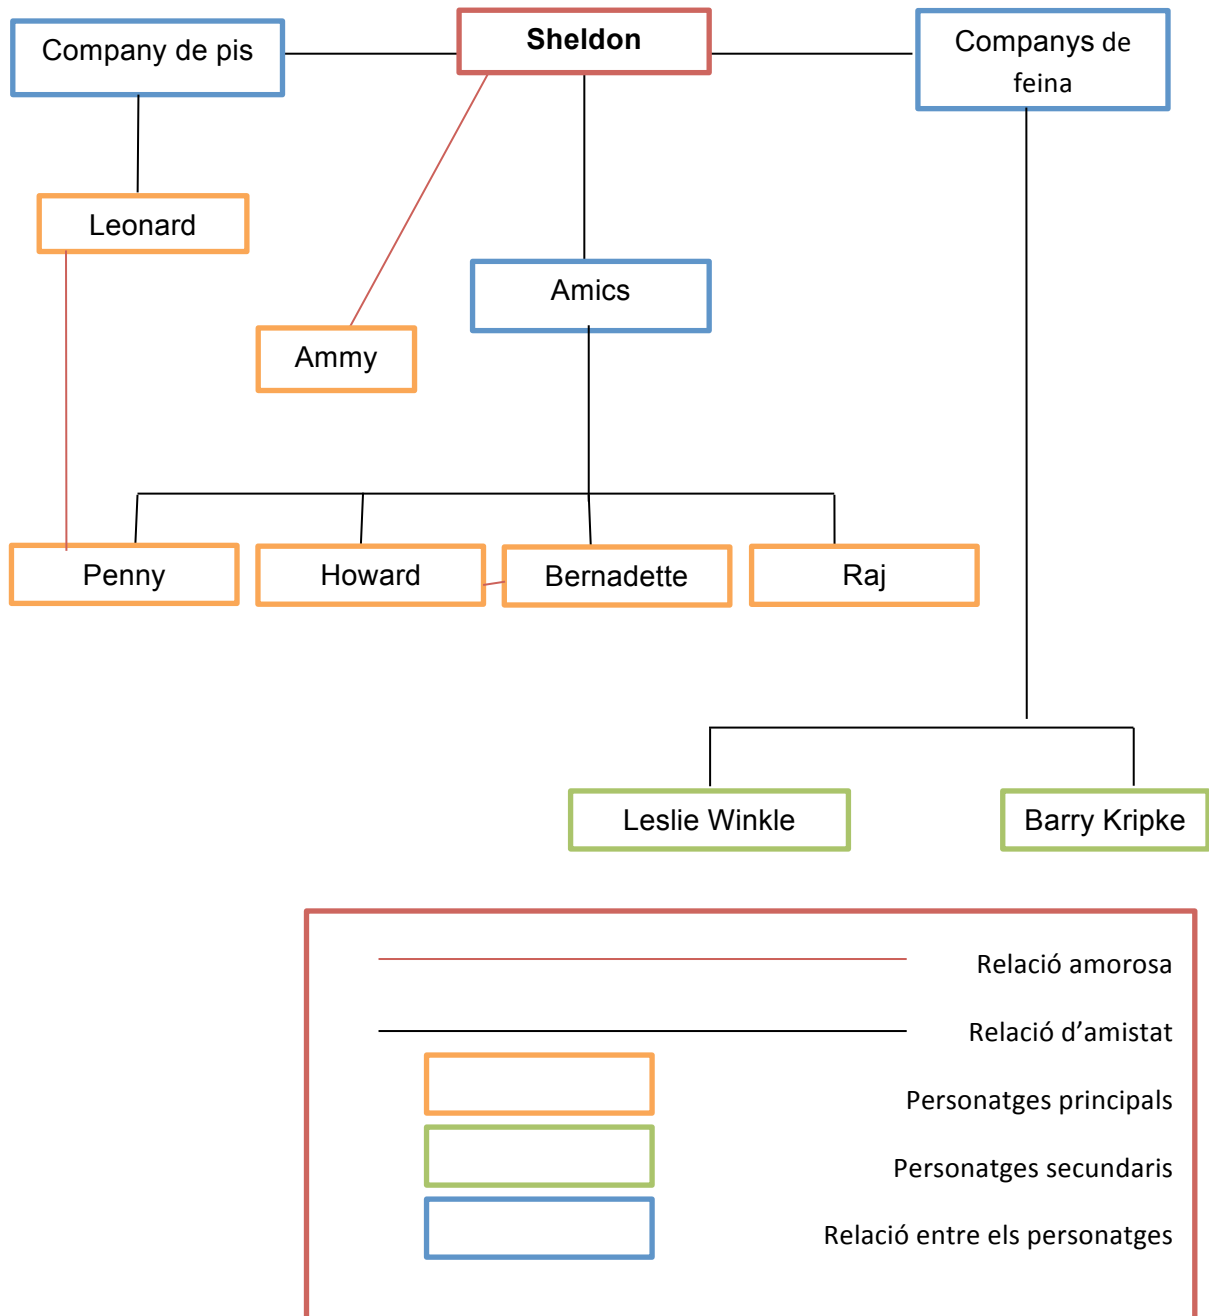 Company de pis
Sheldon
Companys de
feina
Leonard
Amics
Ammy
Penny
Howard
Bernadette
Raj
Leslie Winkle
Barry Kripke
Relació amorosa
Relació d’amistat
Personatges principals
Personatges secundaris
Relació entre els personatges